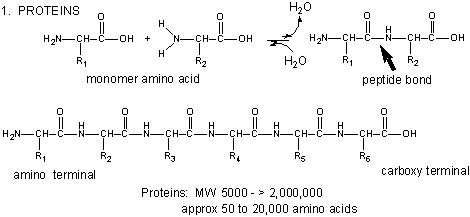 1. PROTEINS
H₂O
O O O O
H₂N OH + H N OH H₂N N OH
H H
R₁ R₂ H₂O R₁ R₂
monomer amino acid peptide bond
O O O O O O
H₂N N N N N N OH
H H H H H
R₁ R₂ R₃ R₄ R₅ R₆
amino terminal carboxy terminal
Proteins: MW 5000 - > 2,000,000
approx 50 to 20,000 amino acids